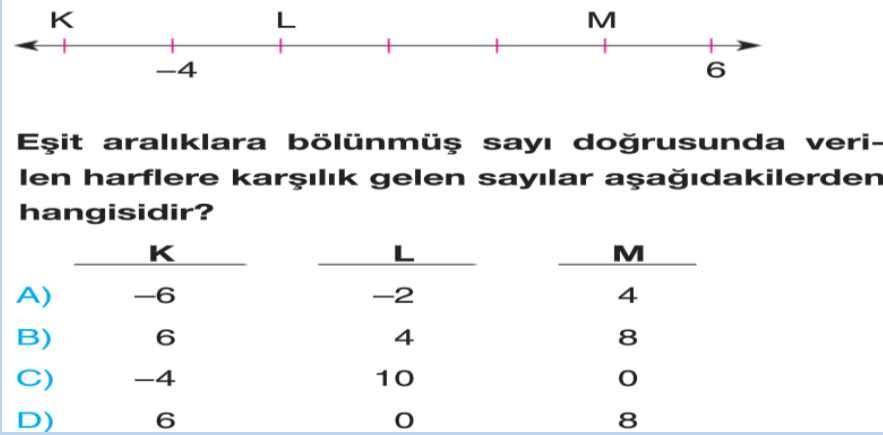 K L M
–4 6
Eşit aralıklara bölünmüş sayı doğrusunda veri-
len harflere karşılık gelen sayılar aşağıdakilerden
hangisidir?
K L M
A) –6 –2 4
B) 6 4 8
C) –4 10 0
D) 6 0 8